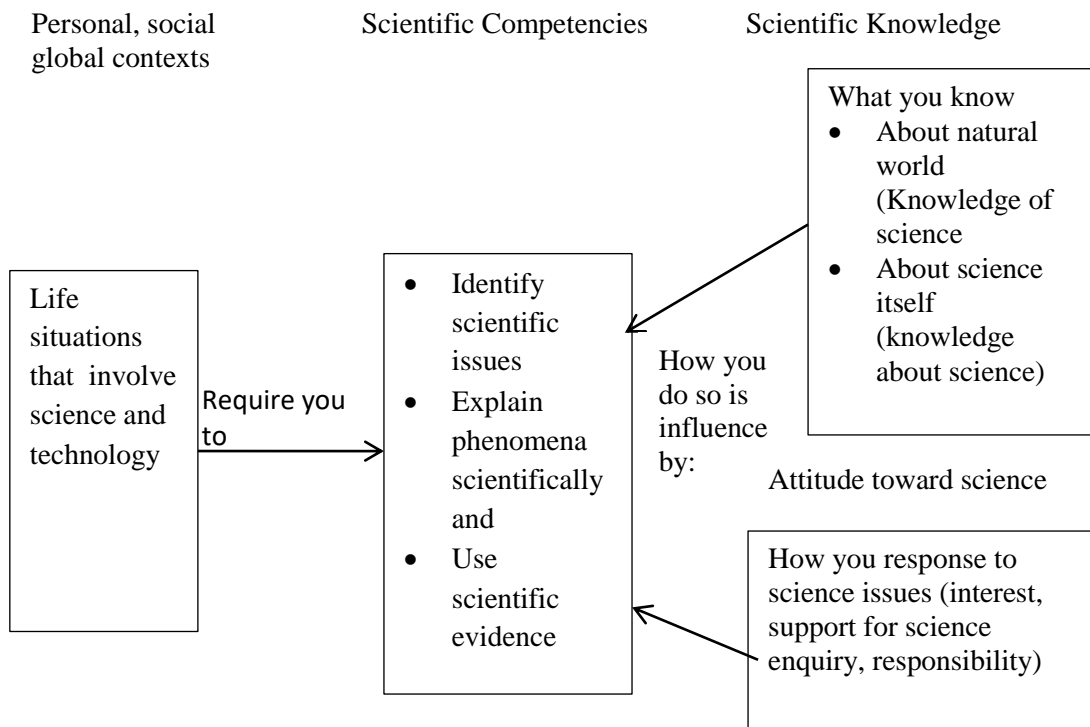 Personal, social
global contexts
Scientific Competencies
Scientific Knowledge
Life
situations
that involve
science and
technology
Require you
to
• Identify
scientific
issues
• Explain
phenomena
scientifically
and
• Use
scientific
evidence
How you
do so is
influence
by:
What you know
• About natural
world
(Knowledge of
science
• About science
itself
(knowledge
about science)
Attitude toward science
How you response to
science issues (interest,
support for science
enquiry, responsibility)